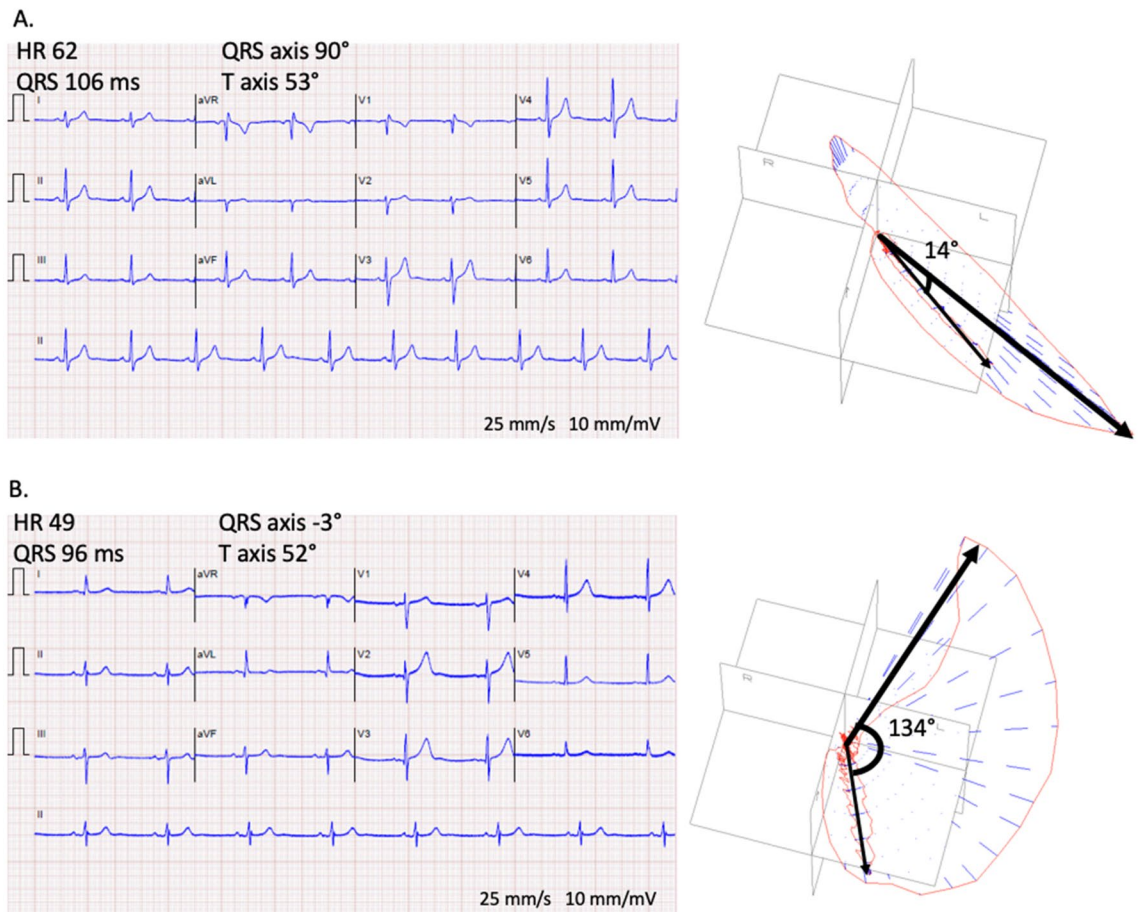 A.
HR 62 QRS axis 90°
QRS 106 ms T axis 53°
I aVR V1 V4
II aVL V2 V5
III aVF V3 V6
II
25 mm/s 10 mm/mV
R
L
14°
B.
HR 49 QRS axis -3°
QRS 96 ms T axis 52°
I aVR V1 V4
II aVL V2 V5
III aVF V3 V6
II
25 mm/s 10 mm/mV
R
134°